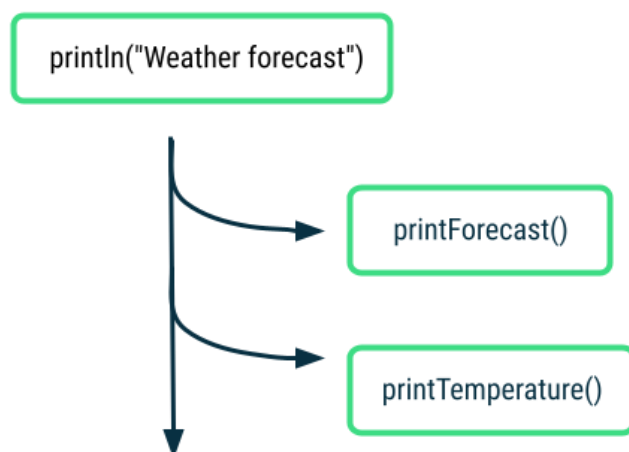 println("Weather forecast")
printForecast()
printTemperature()